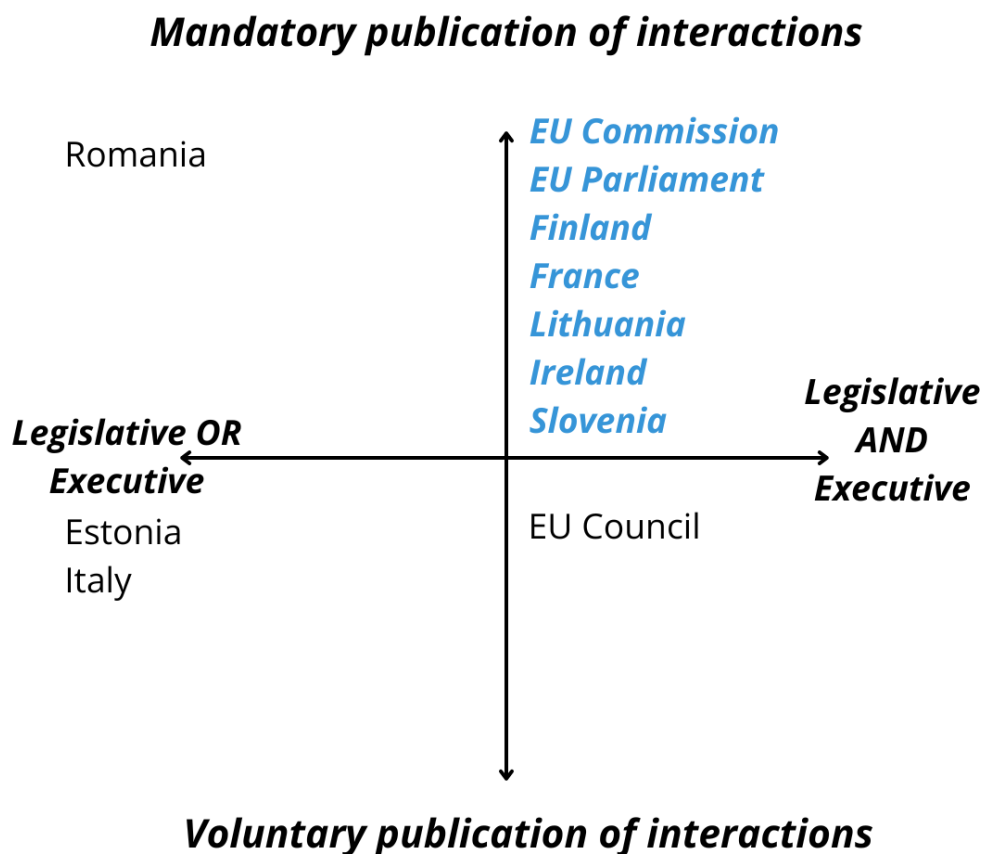 Mandatory publication of interactions
Romania
EU Commission
EU Parliament
Finland
France
Lithuania
Ireland
Slovenia
Legislative OR
Executive
Legislative
AND
Executive
Estonia
Italy
EU Council
Voluntary publication of interactions